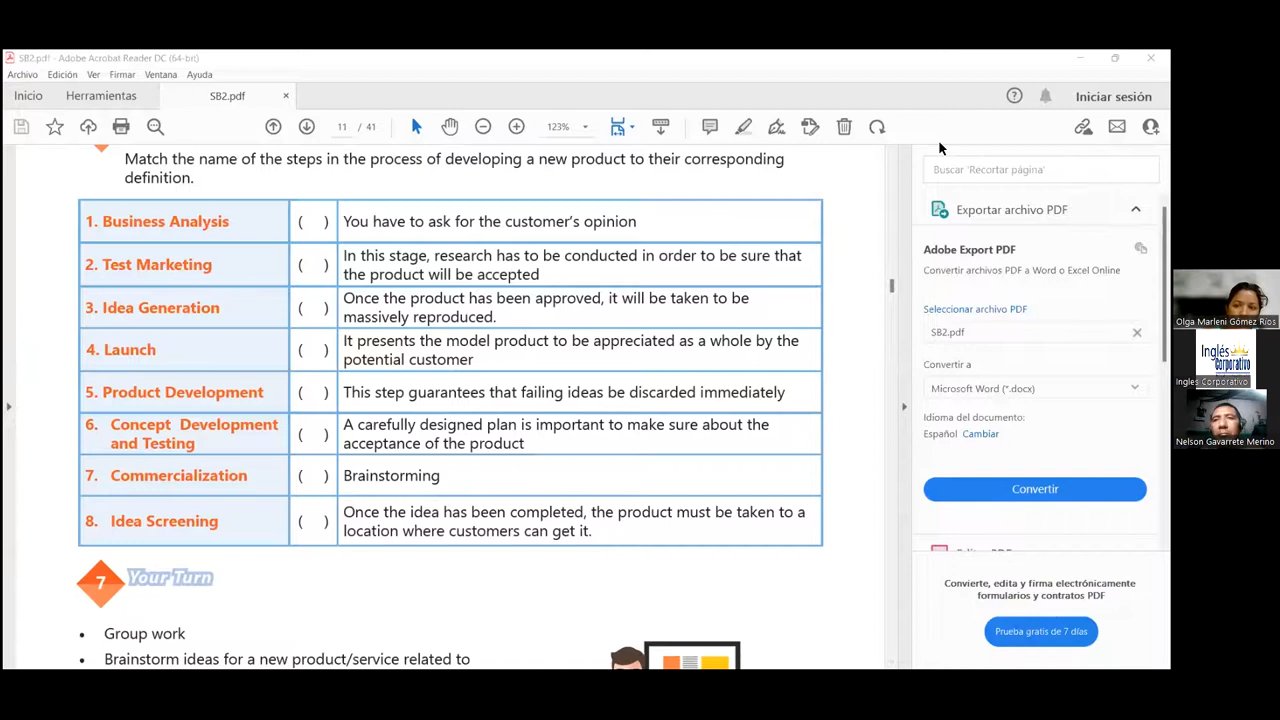 SB2.pdf - Adobe Acrobat Reader DC (64-bit)
Archivo Edición Ver Firmar Ventana Ayuda
Inicio Herramientas SB2.pdf × Iniciar sesión
11 / 41 123%
Match the name of the steps in the process of developing a new product to their corresponding
definition.
1. Business Analysis ( ) You have to ask for the customer's opinion
2. Test Marketing ( ) In this stage, research has to be conducted in order to be sure that
the product will be accepted
3. Idea Generation ( ) Once the product has been approved, it will be taken to be
massively reproduced.
4. Launch ( ) It presents the model product to be appreciated as a whole by the
potential customer
5. Product Development ( ) This step guarantees that failing ideas be discarded immediately
6. Concept Development
and Testing ( ) A carefully designed plan is important to make sure about the
acceptance of the product
7. Commercialization ( ) Brainstorming
8. Idea Screening ( ) Once the idea has been completed, the product must be taken to a
location where customers can get it.
7 Your Turn
• Group work
• Brainstorm ideas for a new product/service related to
Buscar 'Recortar página'
Exportar archivo PDF
Adobe Export PDF
Convertir archivos PDF a Word o Excel Online
Seleccionar archivo PDF
SB2.pdf
Convertir a
Microsoft Word (*.docx)
Idioma del documento:
Español Cambiar
Convertir
Convierte, edita y firma electrónicamente
formularios y contratos PDF
Prueba gratis de 7 días
Olga Marleni Gómez Ríos
Inglés
Corporativo
Ingles Corporativo
Nelson Gavarrete Merino